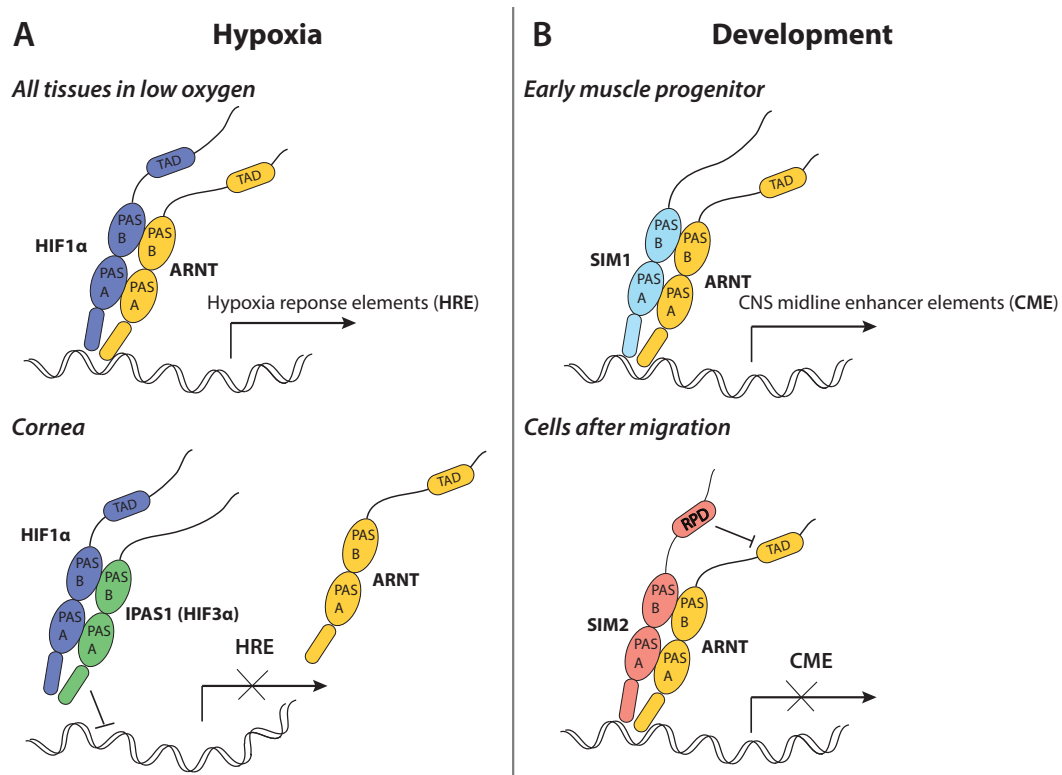 A
Hypoxia
All tissues in low oxygen
TAD
TAD
PAS
B
PAS
B
HIF1α
ARNT
PAS
A
PAS
A
Hypoxia reponse elements (HRE)
Cornea
TAD
TAD
HIF1α
PAS
B
PAS
B
PAS
B
ARNT
IPAS1 (HIF3α)
PAS
A
PAS
A
PAS
A
HRE
B
Development
Early muscle progenitor
TAD
PAS
B
PAS
B
SIM1
ARNT
PAS
A
PAS
A
CNS midline enhancer elements (CME)
Cells after migration
RPD
TAD
PAS
B
PAS
B
SIM2
ARNT
PAS
A
PAS
A
CME